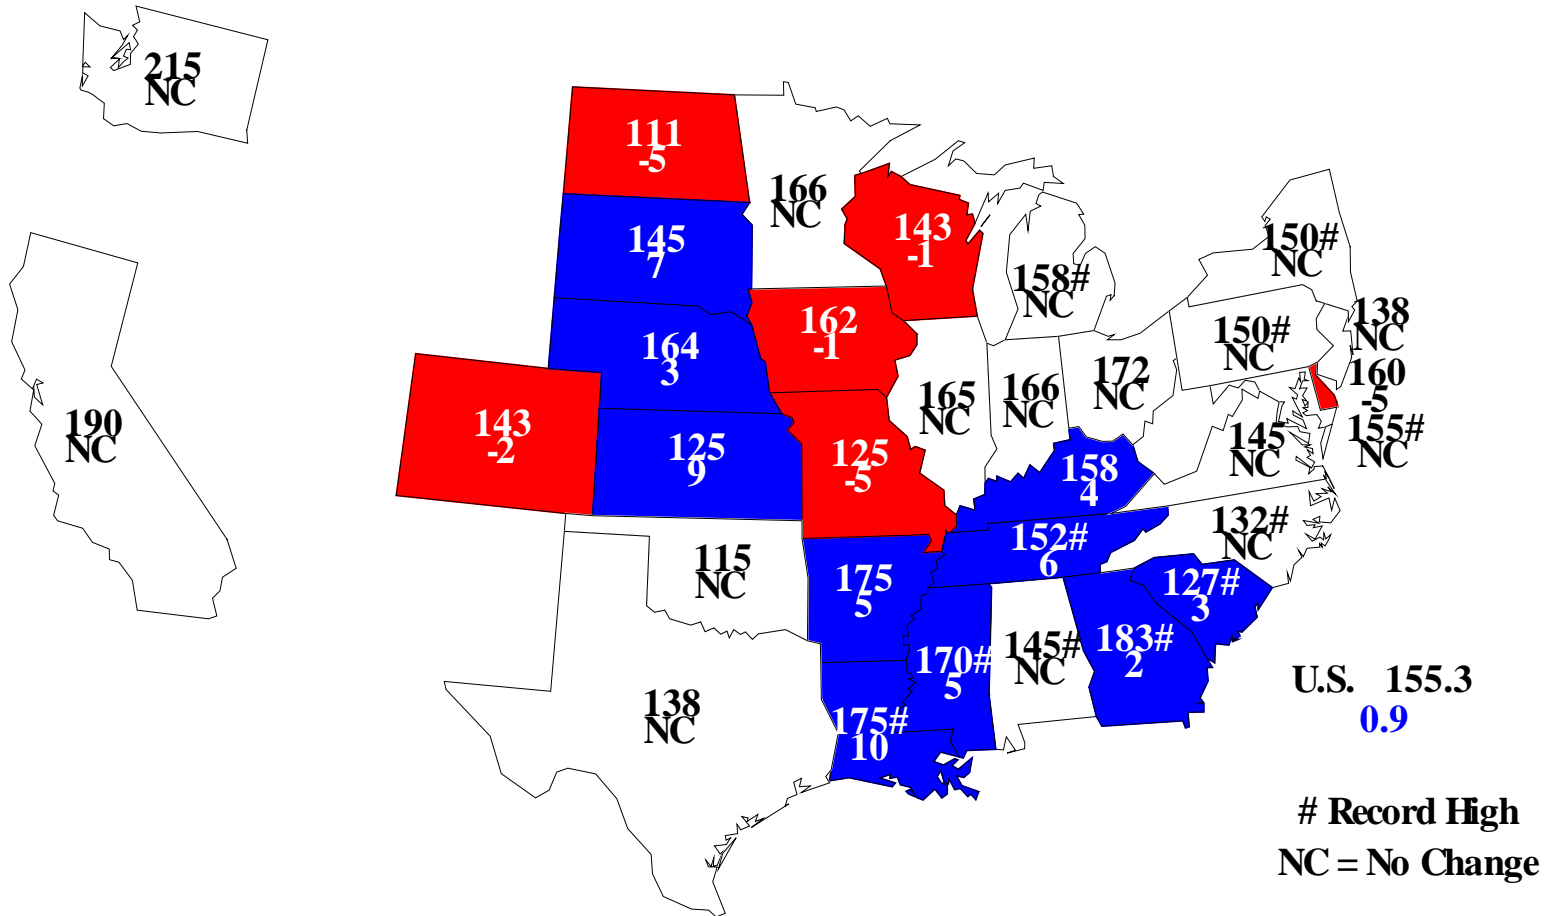 215
NC
111
-5
166
NC
143
-1
145
7
150#
NC
158#
NC
162
-1
138
NC
150#
NC
164
3
172
NC
160
-5
165
NC
166
NC
190
NC
143
-2
125
9
125
-5
145
NC
155#
NC
158
4
132#
NC
152#
6
115
NC
175
5
127#
3
145#
NC
183#
2
170#
5
138
NC
175#
10
U.S. 155.3
0.9
# Record High
NC = No Change